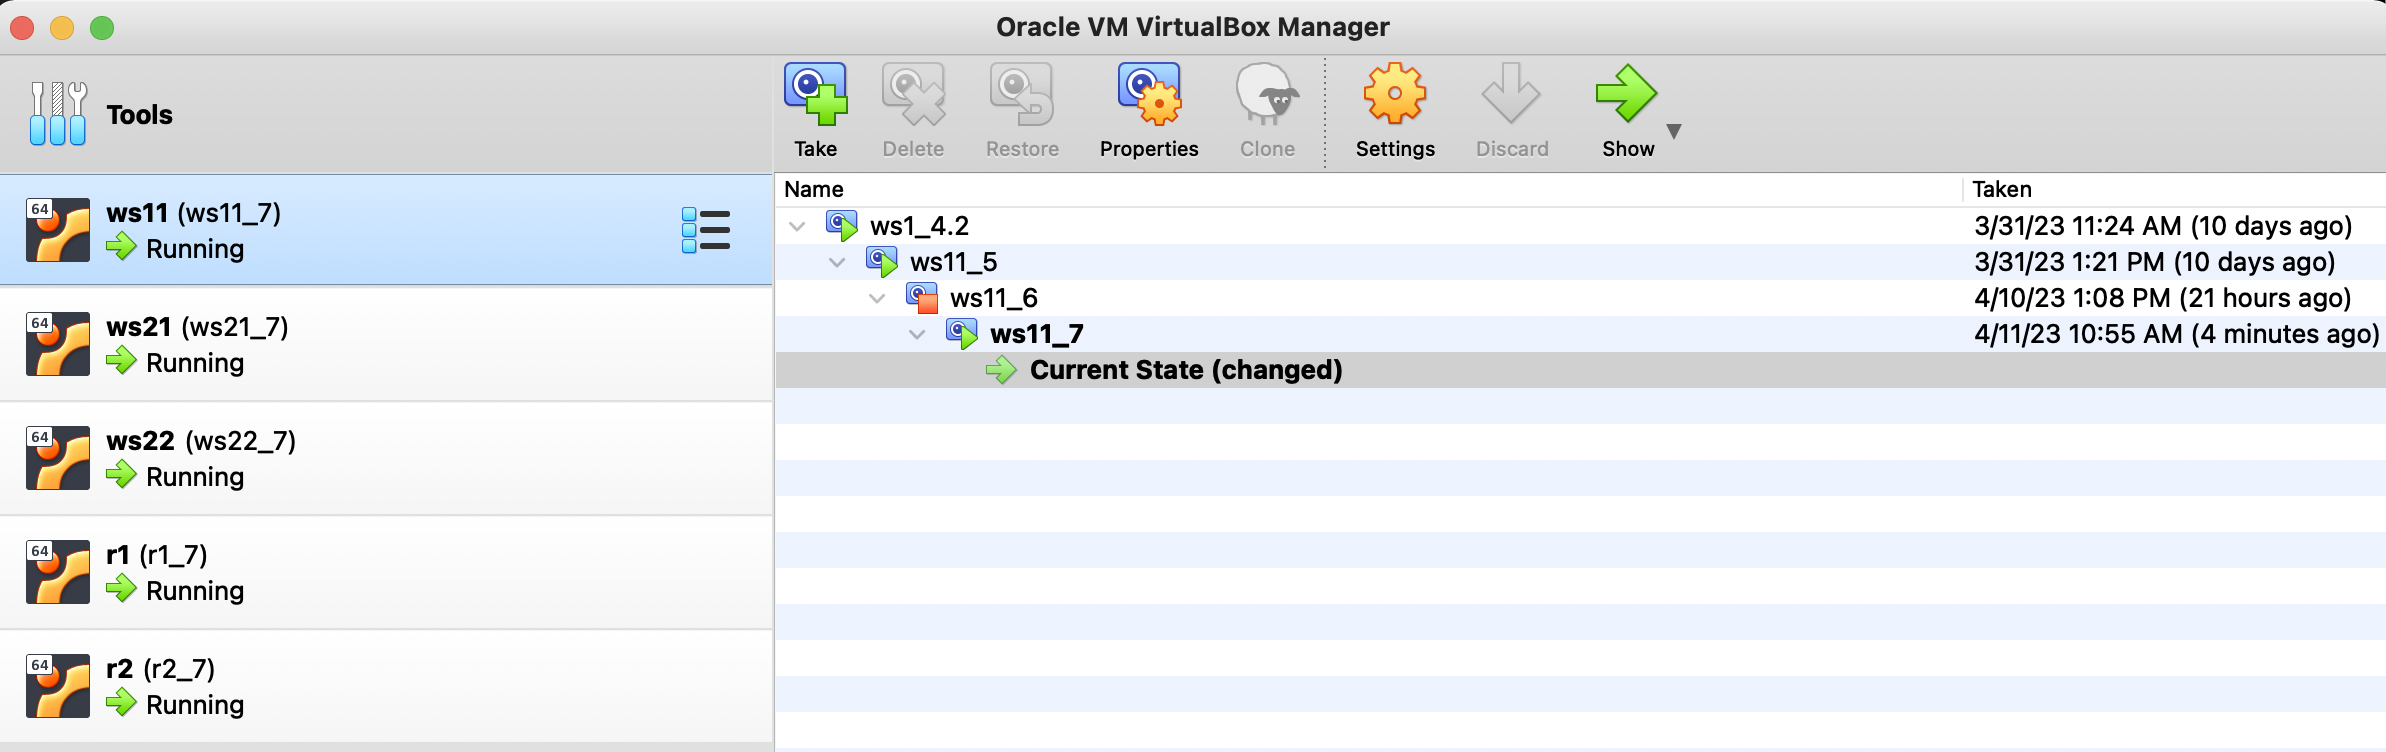 Oracle VM VirtualBox Manager
Tools
Take Delete Restore Properties Clone Settings Discard Show
64 ws11 (ws11_7)
Running
64 ws21 (ws21_7)
Running
64 ws22 (ws22_7)
Running
64 r1 (r1_7)
Running
64 r2 (r2_7)
Running
Name Taken
ws1_4.2 3/31/23 11:24 AM (10 days ago)
ws11_5 3/31/23 1:21 PM (10 days ago)
ws11_6 4/10/23 1:08 PM (21 hours ago)
ws11_7 4/11/23 10:55 AM (4 minutes ago)
Current State (changed)